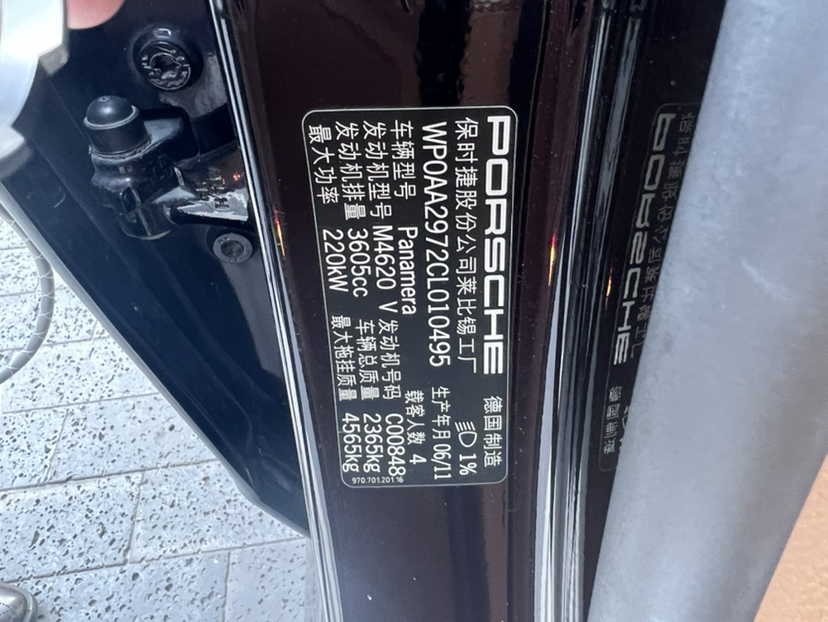 PORSCHE 德国制造
保时捷股份公司莱比锡工厂 1%
WP0AA2972CL010495 生产年月 06/11
车辆型号 Panamera 载客人数 4
发动机型号 M4620 V 发动机号码 C00848
发动机排量 3605cc 车辆总质量 2365kg
最大功率 220kW 最大拖挂质量 4565kg
970.701.201.16